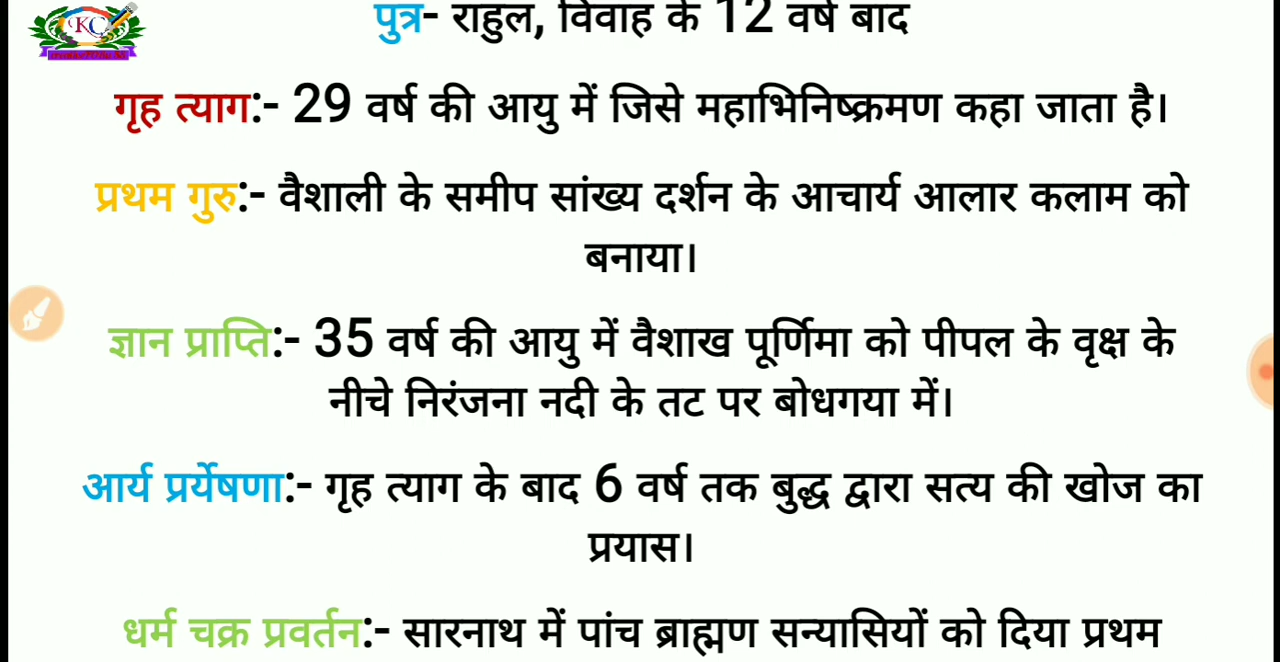 KC
पुत्र- राहुल, विवाह के 12 वर्ष बाद
गृह त्याग:- 29 वर्ष की आयु में जिसे महाभिनिष्क्रमण कहा जाता है।
प्रथम गुरु:- वैशाली के समीप सांख्य दर्शन के आचार्य आलार कलाम को
बनाया।
ज्ञान प्राप्ति:- 35 वर्ष की आयु में वैशाख पूर्णिमा को पीपल के वृक्ष के
नीचे निरंजना नदी के तट पर बोधगया में।
आर्य प्रर्येषणा:- गृह त्याग के बाद 6 वर्ष तक बुद्ध द्वारा सत्य की खोज का
प्रयास।
धर्म चक्र प्रवर्तन:- सारनाथ में पांच ब्राह्मण सन्यासियों को दिया प्रथम